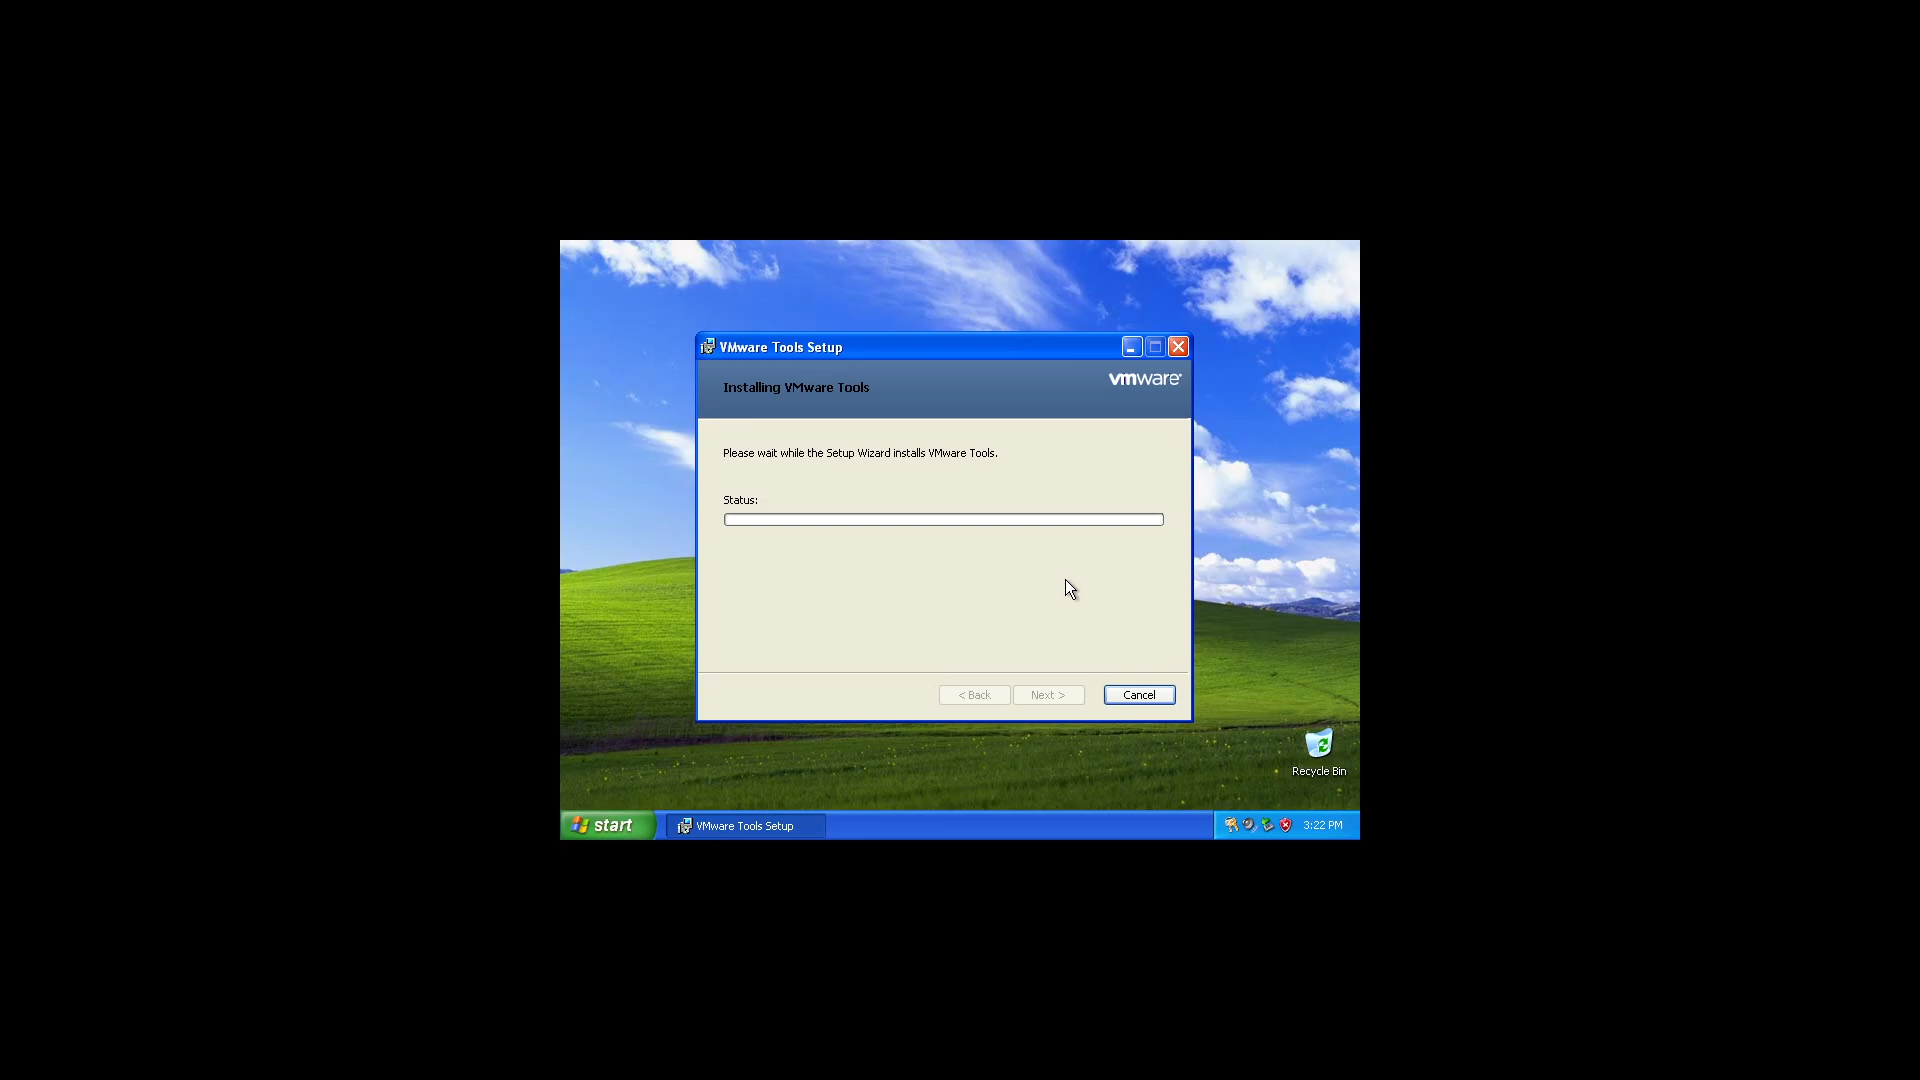 VMware Tools Setup
Installing VMware Tools
vmware®
Please wait while the Setup Wizard installs VMware Tools.
Status:
< Back
Next >
Cancel
Recycle Bin
start
VMware Tools Setup
3:22 PM